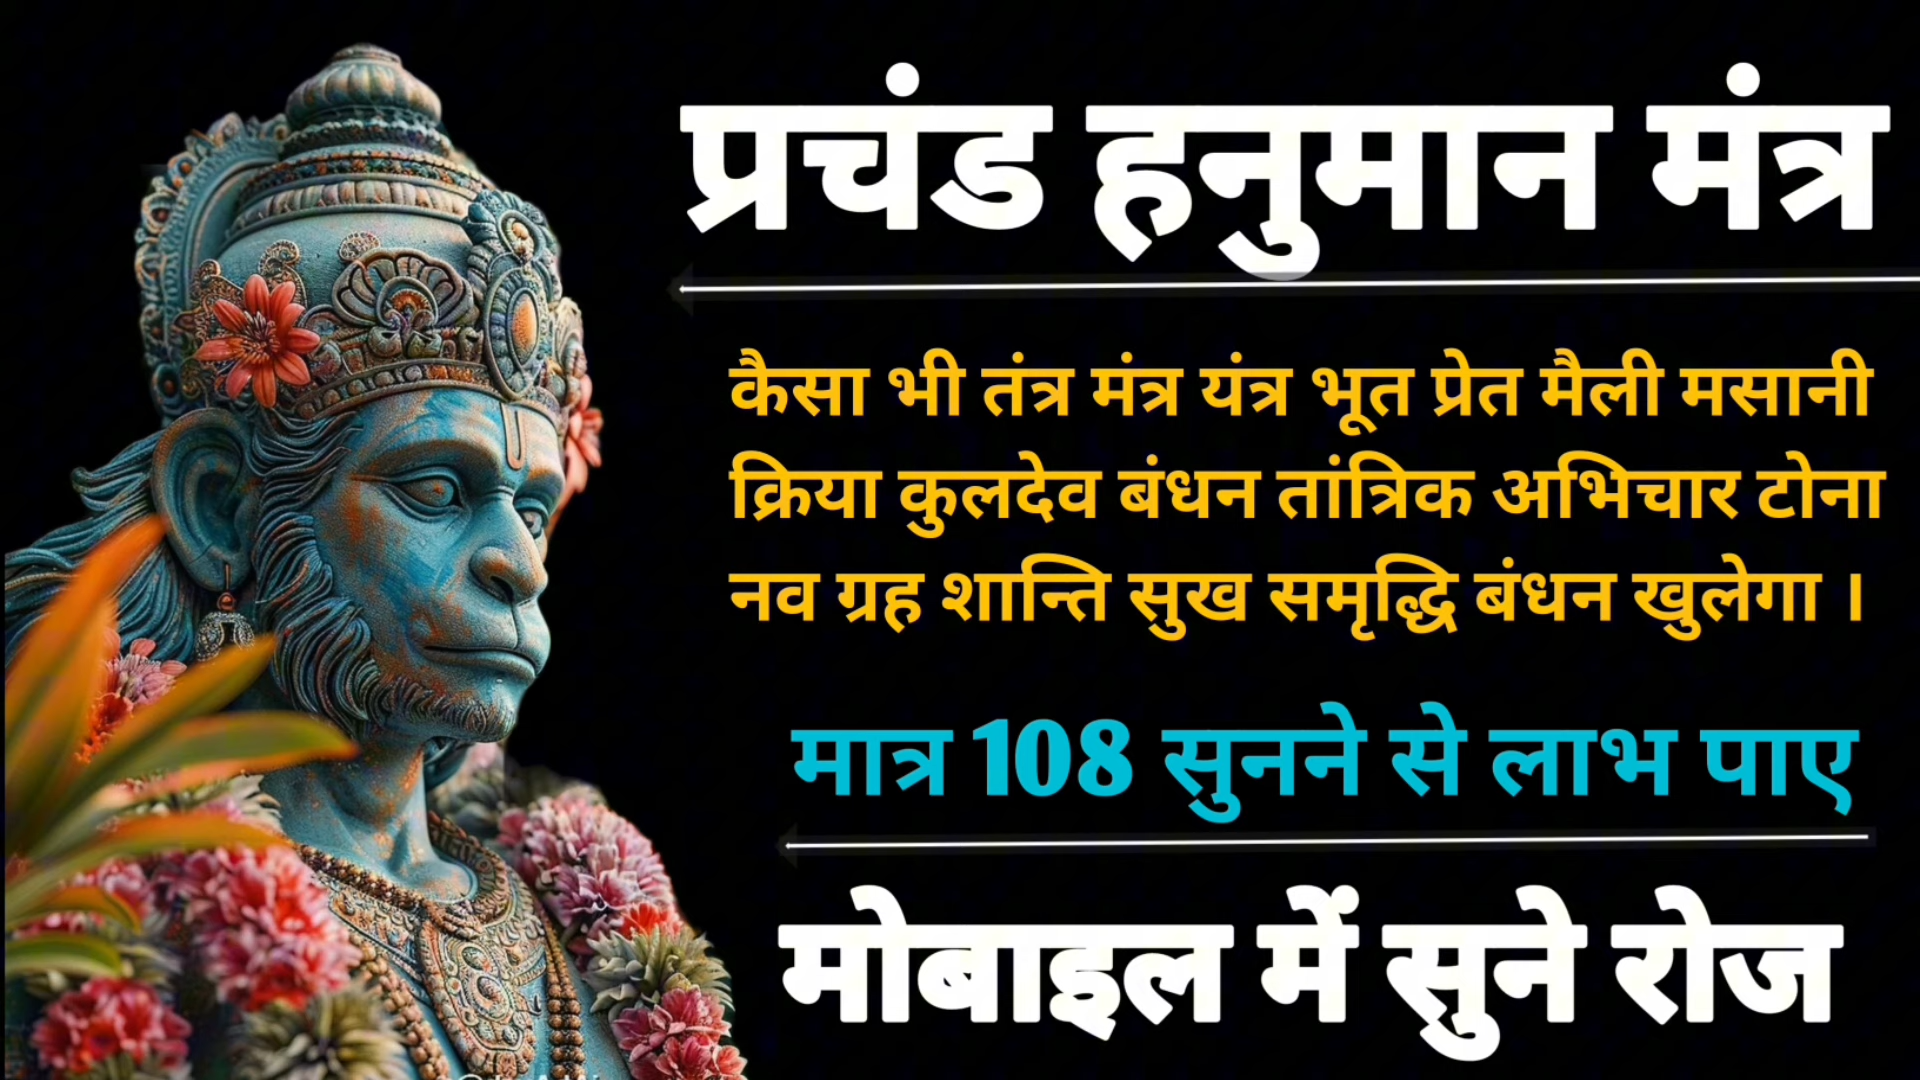 प्रचंड हनुमान मंत्र
कैसा भी तंत्र मंत्र यंत्र भूत प्रेत मैली मसानी
क्रिया कुलदेव बंधन तांत्रिक अभिचार टोना
नव ग्रह शान्ति सुख समृद्धि बंधन खुलेगा ।
मात्र 108 सुनने से लाभ पाए
मोबाइल में सुने रोज